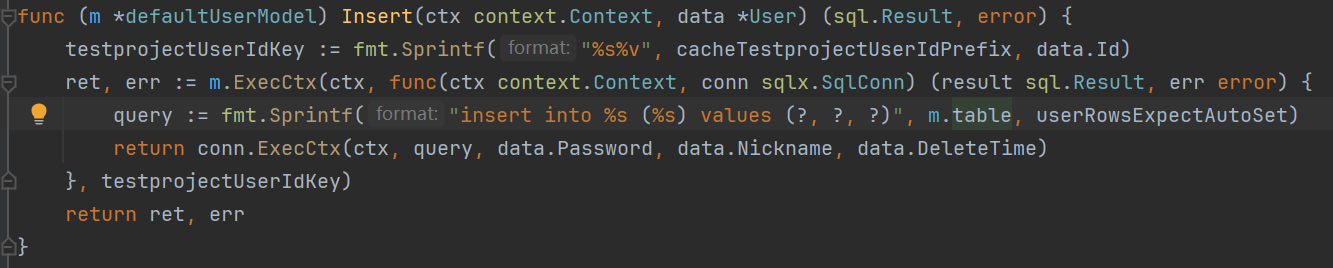 func (m *defaultUserModel) Insert(ctx context.Context, data *User) (sql.Result, error) {
    testprojectUserIdKey := fmt.Sprintf( format: "%s%v", cacheTestprojectUserIdPrefix, data.Id)
    ret, err := m.ExecCtx(ctx, func(ctx context.Context, conn sqlx.SqlConn) (result sql.Result, err error) {
        query := fmt.Sprintf( format: "insert into %s (%s) values (?, ?, ?)", m.table, userRowsExpectAutoSet)
        return conn.ExecCtx(ctx, query, data.Password, data.Nickname, data.DeleteTime)
    }, testprojectUserIdKey)
    return ret, err
}